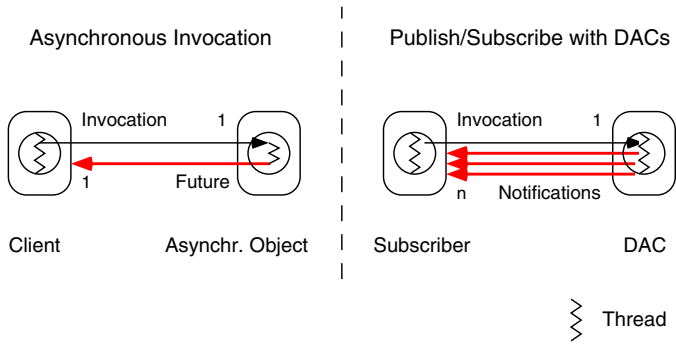 Asynchronous Invocation
Publish/Subscribe with DACs
Invocation 1
1 Future
Client
Asynchr. Object
Invocation 1
n Notifications
Subscriber
DAC
Thread